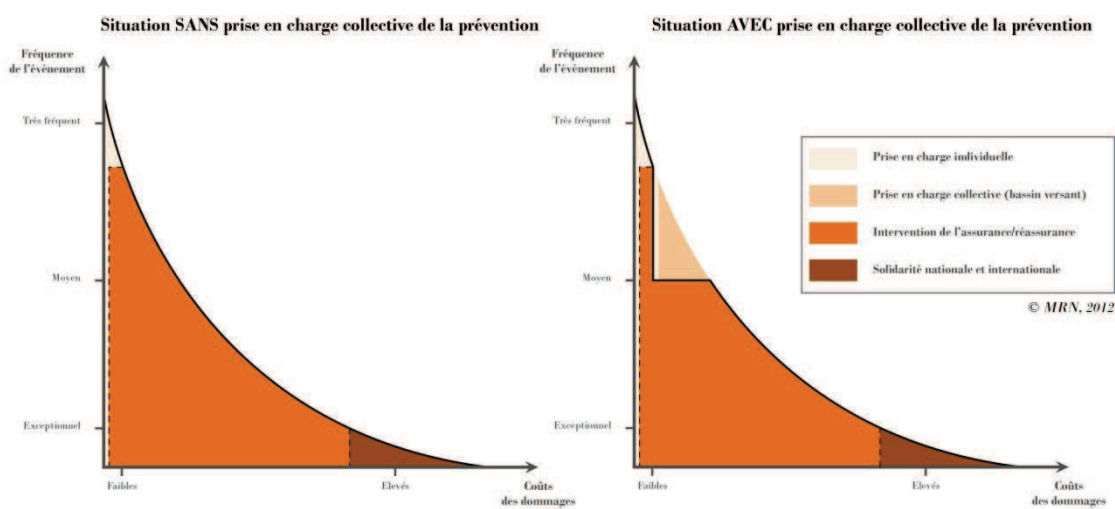 Situation SANS prise en charge collective de la prévention
Fréquence
de l'événement
Très fréquent
Moyen
Exceptionnel
Faibles
Elevés
Coûts
des dommages
Situation AVEC prise en charge collective de la prévention
Fréquence
de l'événement
Très fréquent
Moyen
Exceptionnel
Faibles
Elevés
Coûts
des dommages
Prise en charge individuelle
Prise en charge collective (bassin versant)
Intervention de l'assurance/réassurance
Solidarité nationale et internationale
© MRN, 2012